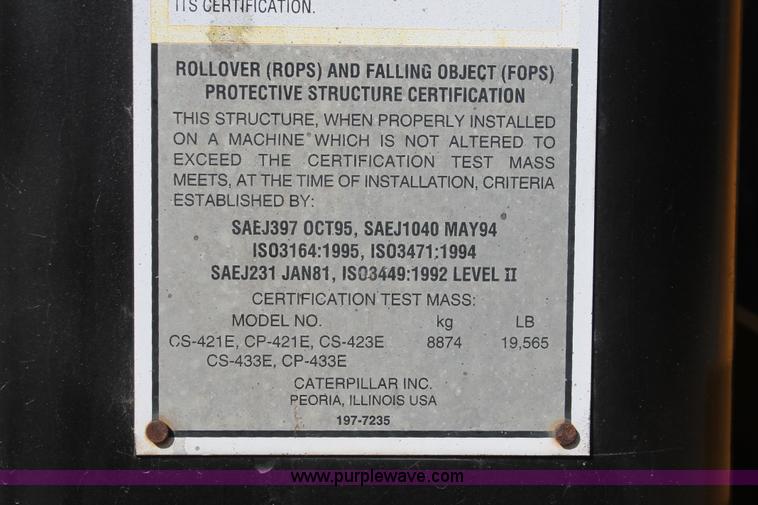 ITS CERTIFICATION.
ROLLOVER (ROPS) AND FALLING OBJECT (FOPS)
PROTECTIVE STRUCTURE CERTIFICATION
THIS STRUCTURE, WHEN PROPERLY INSTALLED
ON A MACHINE WHICH IS NOT ALTERED TO
EXCEED THE CERTIFICATION TEST MASS
MEETS, AT THE TIME OF INSTALLATION, CRITERIA
ESTABLISHED BY:
SAEJ397 OCT95, SAEJ1040 MAY94
ISO3164:1995, ISO3471:1994
SAEJ231 JAN81, ISO3449:1992 LEVEL II
CERTIFICATION TEST MASS:
MODEL NO. kg LB
CS-421E, CP-421E, CS-423E 8874 19,565
CS-433E, CP-433E
CATERPILLAR INC.
PEORIA, ILLINOIS USA
197-7235
www.purplewave.com